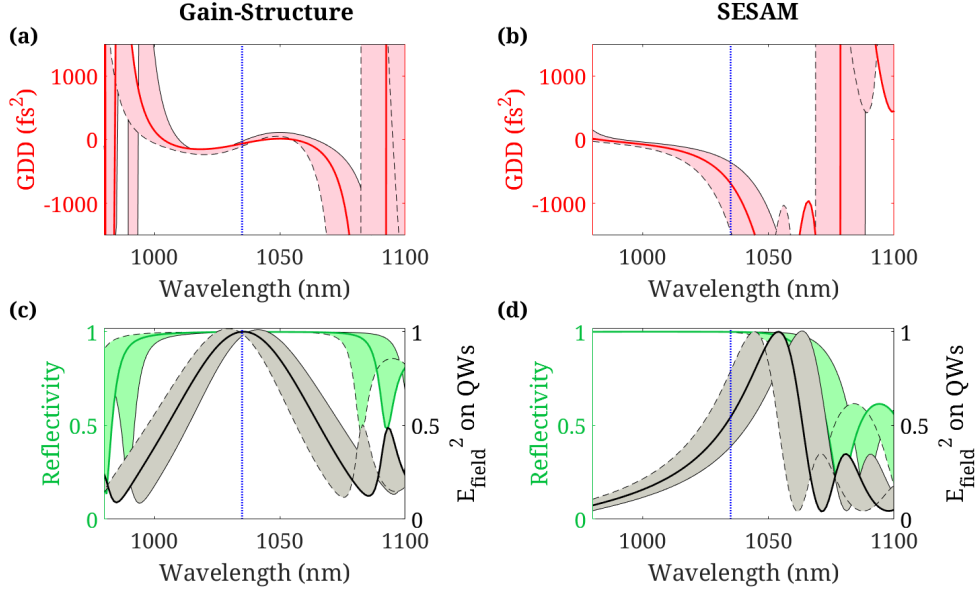 Gain-Structure
SESAM
(a)
(b)
GDD (fs²)
1000
0
-1000
1000
1050
1100
Wavelength (nm)
GDD (fs²)
1000
0
-1000
1000
1050
1100
Wavelength (nm)
(c)
(d)
Reflectivity
1
0.5
0
1000
1050
1100
Wavelength (nm)
1
0.5
0
E_field² on QWs
Reflectivity
1
0.5
0
1000
1050
1100
Wavelength (nm)
1
0.5
0
E_field² on QWs